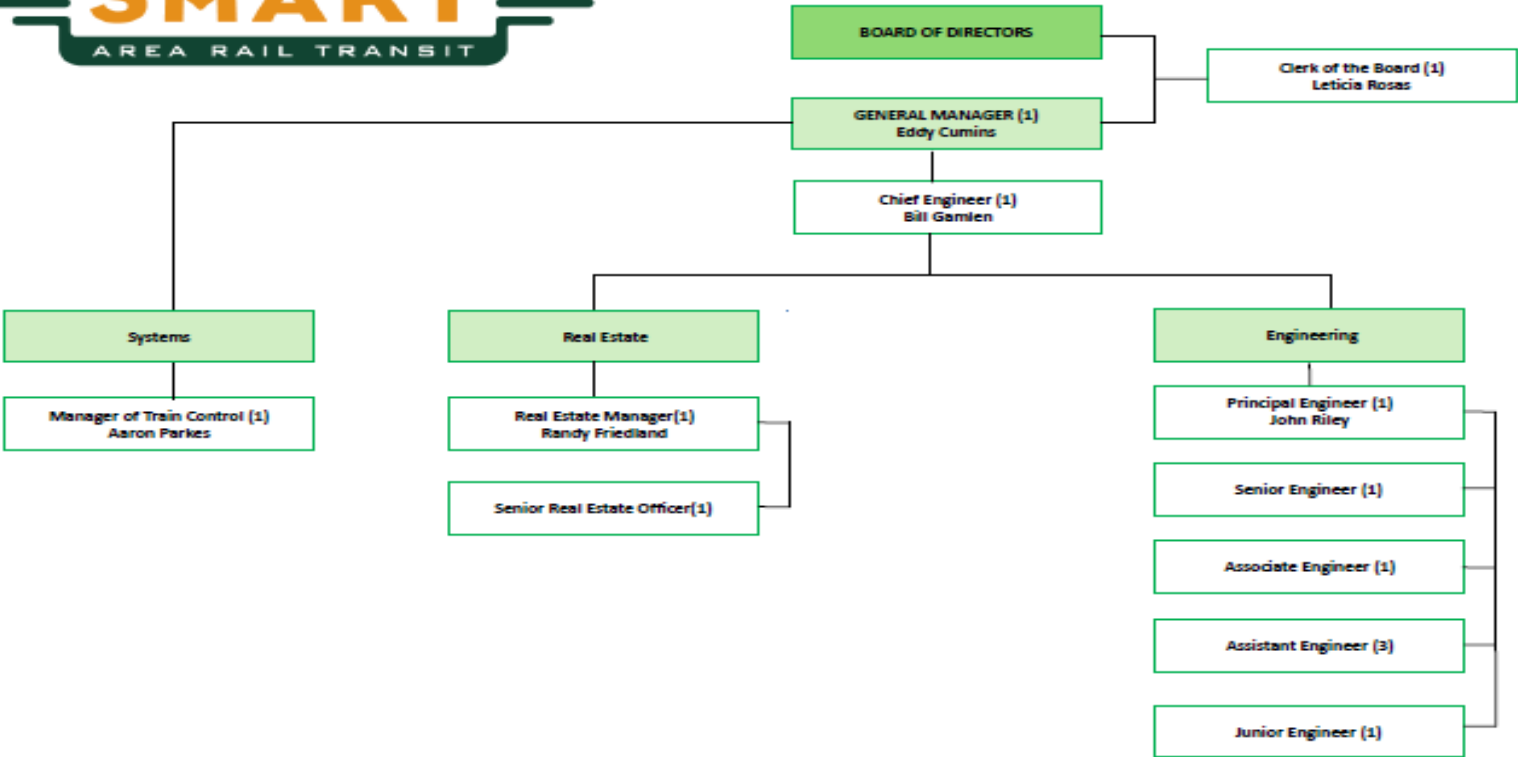 SMART
AREA RAIL TRANSIT
BOARD OF DIRECTORS
Clerk of the Board (1)
Leticia Rosas
GENERAL MANAGER (1)
Eddy Cumins
Chief Engineer (1)
Bill Gamlen
Systems
Real Estate
Engineering
Manager of Train Control (1)
Aaron Parkes
Real Estate Manager(1)
Randy Friedland
Principal Engineer (1)
John Riley
Senior Real Estate Officer(1)
Senior Engineer (1)
Associate Engineer (1)
Assistant Engineer (3)
Junior Engineer (1)